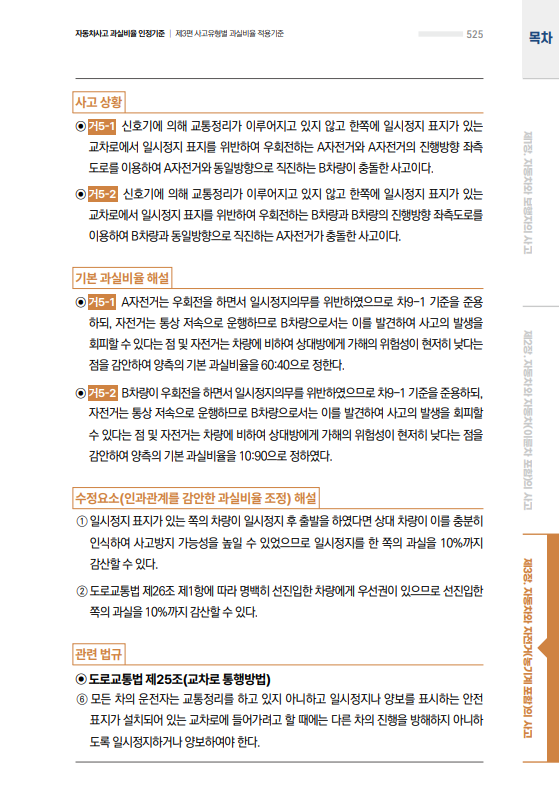 자동차사고 과실비율 인정기준 | 제3편 사고유형별 과실비율 적용기준
525
목차
사고 상황
◉ 거5-1 신호기에 의해 교통정리가 이루어지고 있지 않고 한쪽에 일시정지 표지가 있는
교차로에서 일시정지 표지를 위반하여 우회전하는 A자전거와 A자전거의 진행방향 좌측
도로를 이용하여 A자전거와 동일방향으로 직진하는 B차량이 충돌한 사고이다.
◉ 거5-2 신호기에 의해 교통정리가 이루어지고 있지 않고 한쪽에 일시정지 표지가 있는
교차로에서 일시정지 표지를 위반하여 우회전하는 B차량과 B차량의 진행방향 좌측도로를
이용하여 B차량과 동일방향으로 직진하는 A자전거가 충돌한 사고이다.
기본 과실비율 해설
◉ 거5-1 A자전거는 우회전을 하면서 일시정지의무를 위반하였으므로 차9-1 기준을 준용
하되, 자전거는 통상 저속으로 운행하므로 B차량으로서는 이를 발견하여 사고의 발생을
회피할 수 있다는 점 및 자전거는 차량에 비하여 상대방에게 가해의 위험성이 현저히 낮다는
점을 감안하여 양측의 기본 과실비율을 60:40으로 정한다.
◉ 거5-2 B차량이 우회전을 하면서 일시정지의무를 위반하였으므로 차9-1 기준을 준용하되,
자전거는 통상 저속으로 운행하므로 B차량으로서는 이를 발견하여 사고의 발생을 회피할
수 있다는 점 및 자전거는 차량에 비하여 상대방에게 가해의 위험성이 현저히 낮다는 점을
감안하여 양측의 기본 과실비율을 10:90으로 정하였다.
수정요소(인과관계를 감안한 과실비율 조정) 해설
① 일시정지 표지가 있는 쪽의 차량이 일시정지 후 출발을 하였다면 상대 차량이 이를 충분히
인식하여 사고방지 가능성을 높일 수 있었으므로 일시정지를 한 쪽의 과실을 10%까지
감산할 수 있다.
② 도로교통법 제26조 제1항에 따라 명백히 선진입한 차량에게 우선권이 있으므로 선진입한
쪽의 과실을 10%까지 감산할 수 있다.
관련 법규
◉ 도로교통법 제25조(교차로 통행방법)
⑥ 모든 차의 운전자는 교통정리를 하고 있지 아니하고 일시정지나 양보를 표시하는 안전
표지가 설치되어 있는 교차로에 들어가려고 할 때에는 다른 차의 진행을 방해하지 아니하
도록 일시정지하거나 양보하여야 한다.
제1장. 자동차와 보행자의 사고
제2장. 자동차와 자동차(이륜차 포함)의 사고
제3장. 자동차와 자전거(농기계 포함)의 사고